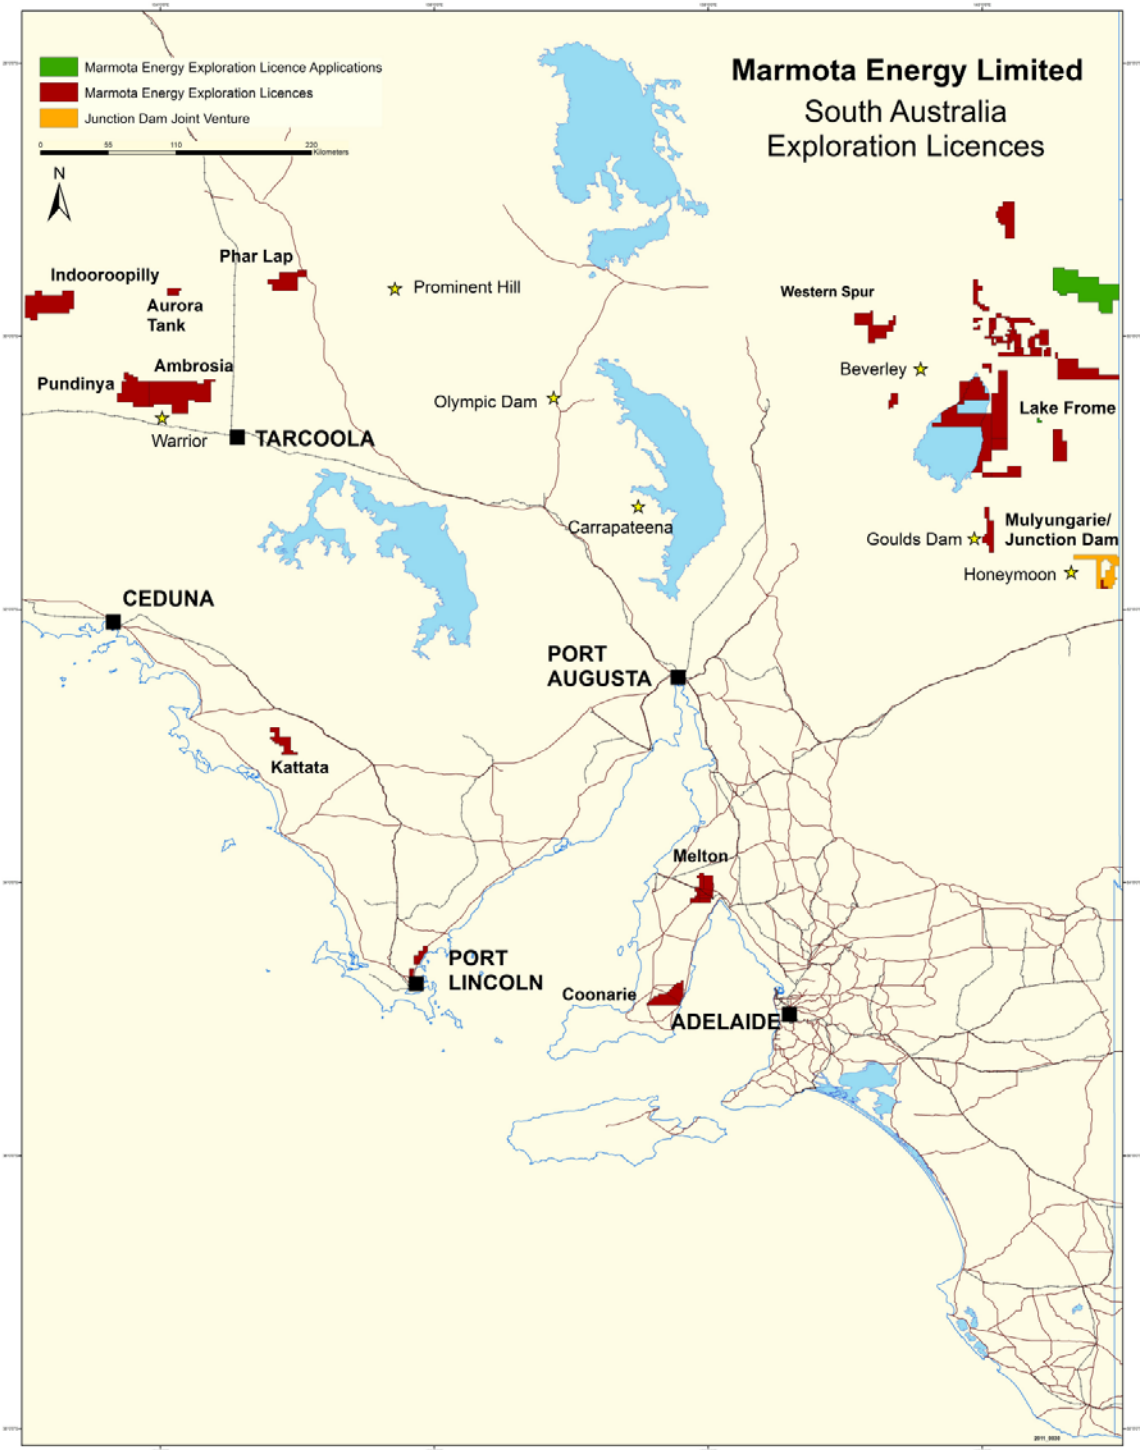 Marmota Energy Limited
South Australia
Exploration Licences
Marmota Energy Exploration Licence Applications
Marmota Energy Exploration Licences
Junction Dam Joint Venture
0 55 110 220
Kilometers
N
Phar Lap
Indooroopilly
Aurora
Tank
Prominent Hill
Western Spur
Ambrosia
Pundinya
Beverley
Olympic Dam
Lake Frome
Warrior
TARCOOLA
Carrapateena
Mulyungarie/
Junction Dam
Goulds Dam
Honeymoon
CEDUNA
PORT
AUGUSTA
Kattata
Melton
PORT
LINCOLN
Coonarie
ADELAIDE